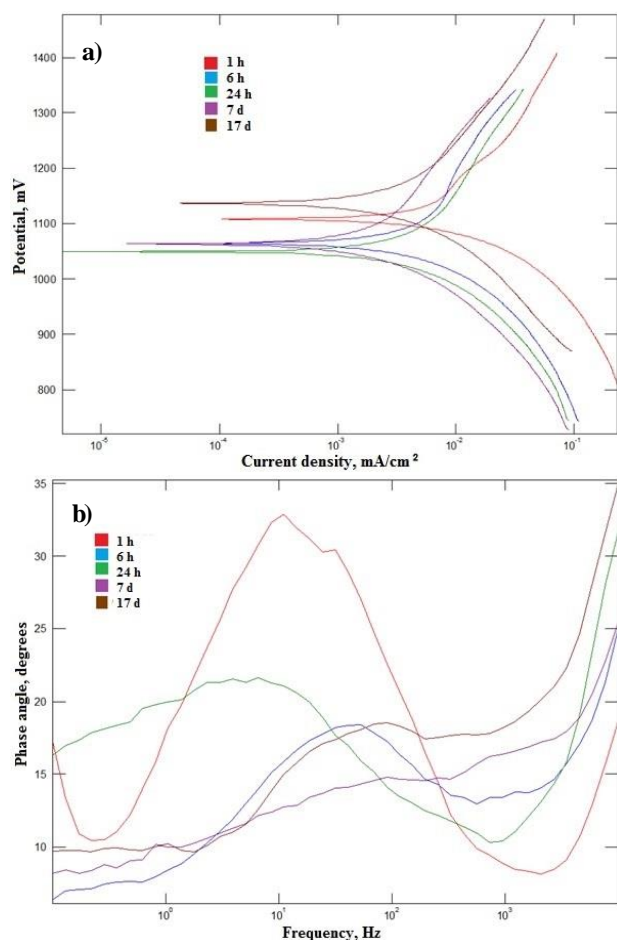 a)
1 h
6 h
24 h
7 d
17 d
1400
1300
1200
1100
1000
900
800
Potential, mV
10⁻⁵ 10⁻⁴ 10⁻³ 10⁻² 10⁻¹
Current density, mA/cm²
b)
1 h
6 h
24 h
7 d
17 d
35
30
25
20
15
10
Phase angle, degrees
10⁰ 10¹ 10² 10³
Frequency, Hz